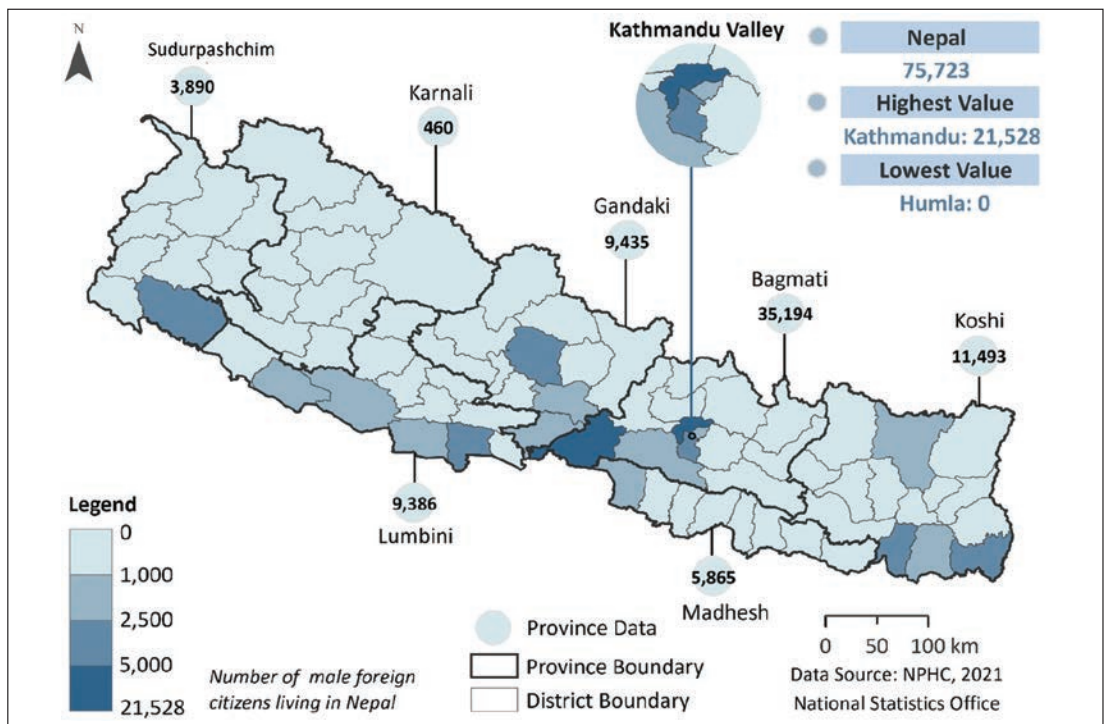 N
Kathmandu Valley
Nepal
75,723
Highest Value
Kathmandu: 21,528
Lowest Value
Humla: 0
Sudurpashchim
3,890
Karnali
460
Gandaki
9,435
Bagmati
35,194
Koshi
11,493
9,386
Lumbini
5,865
Madhesh
Legend
0
1,000
2,500
5,000
21,528
Number of male foreign
citizens living in Nepal
Province Data
Province Boundary
District Boundary
0 50 100 km
Data Source: NPHC, 2021
National Statistics Office